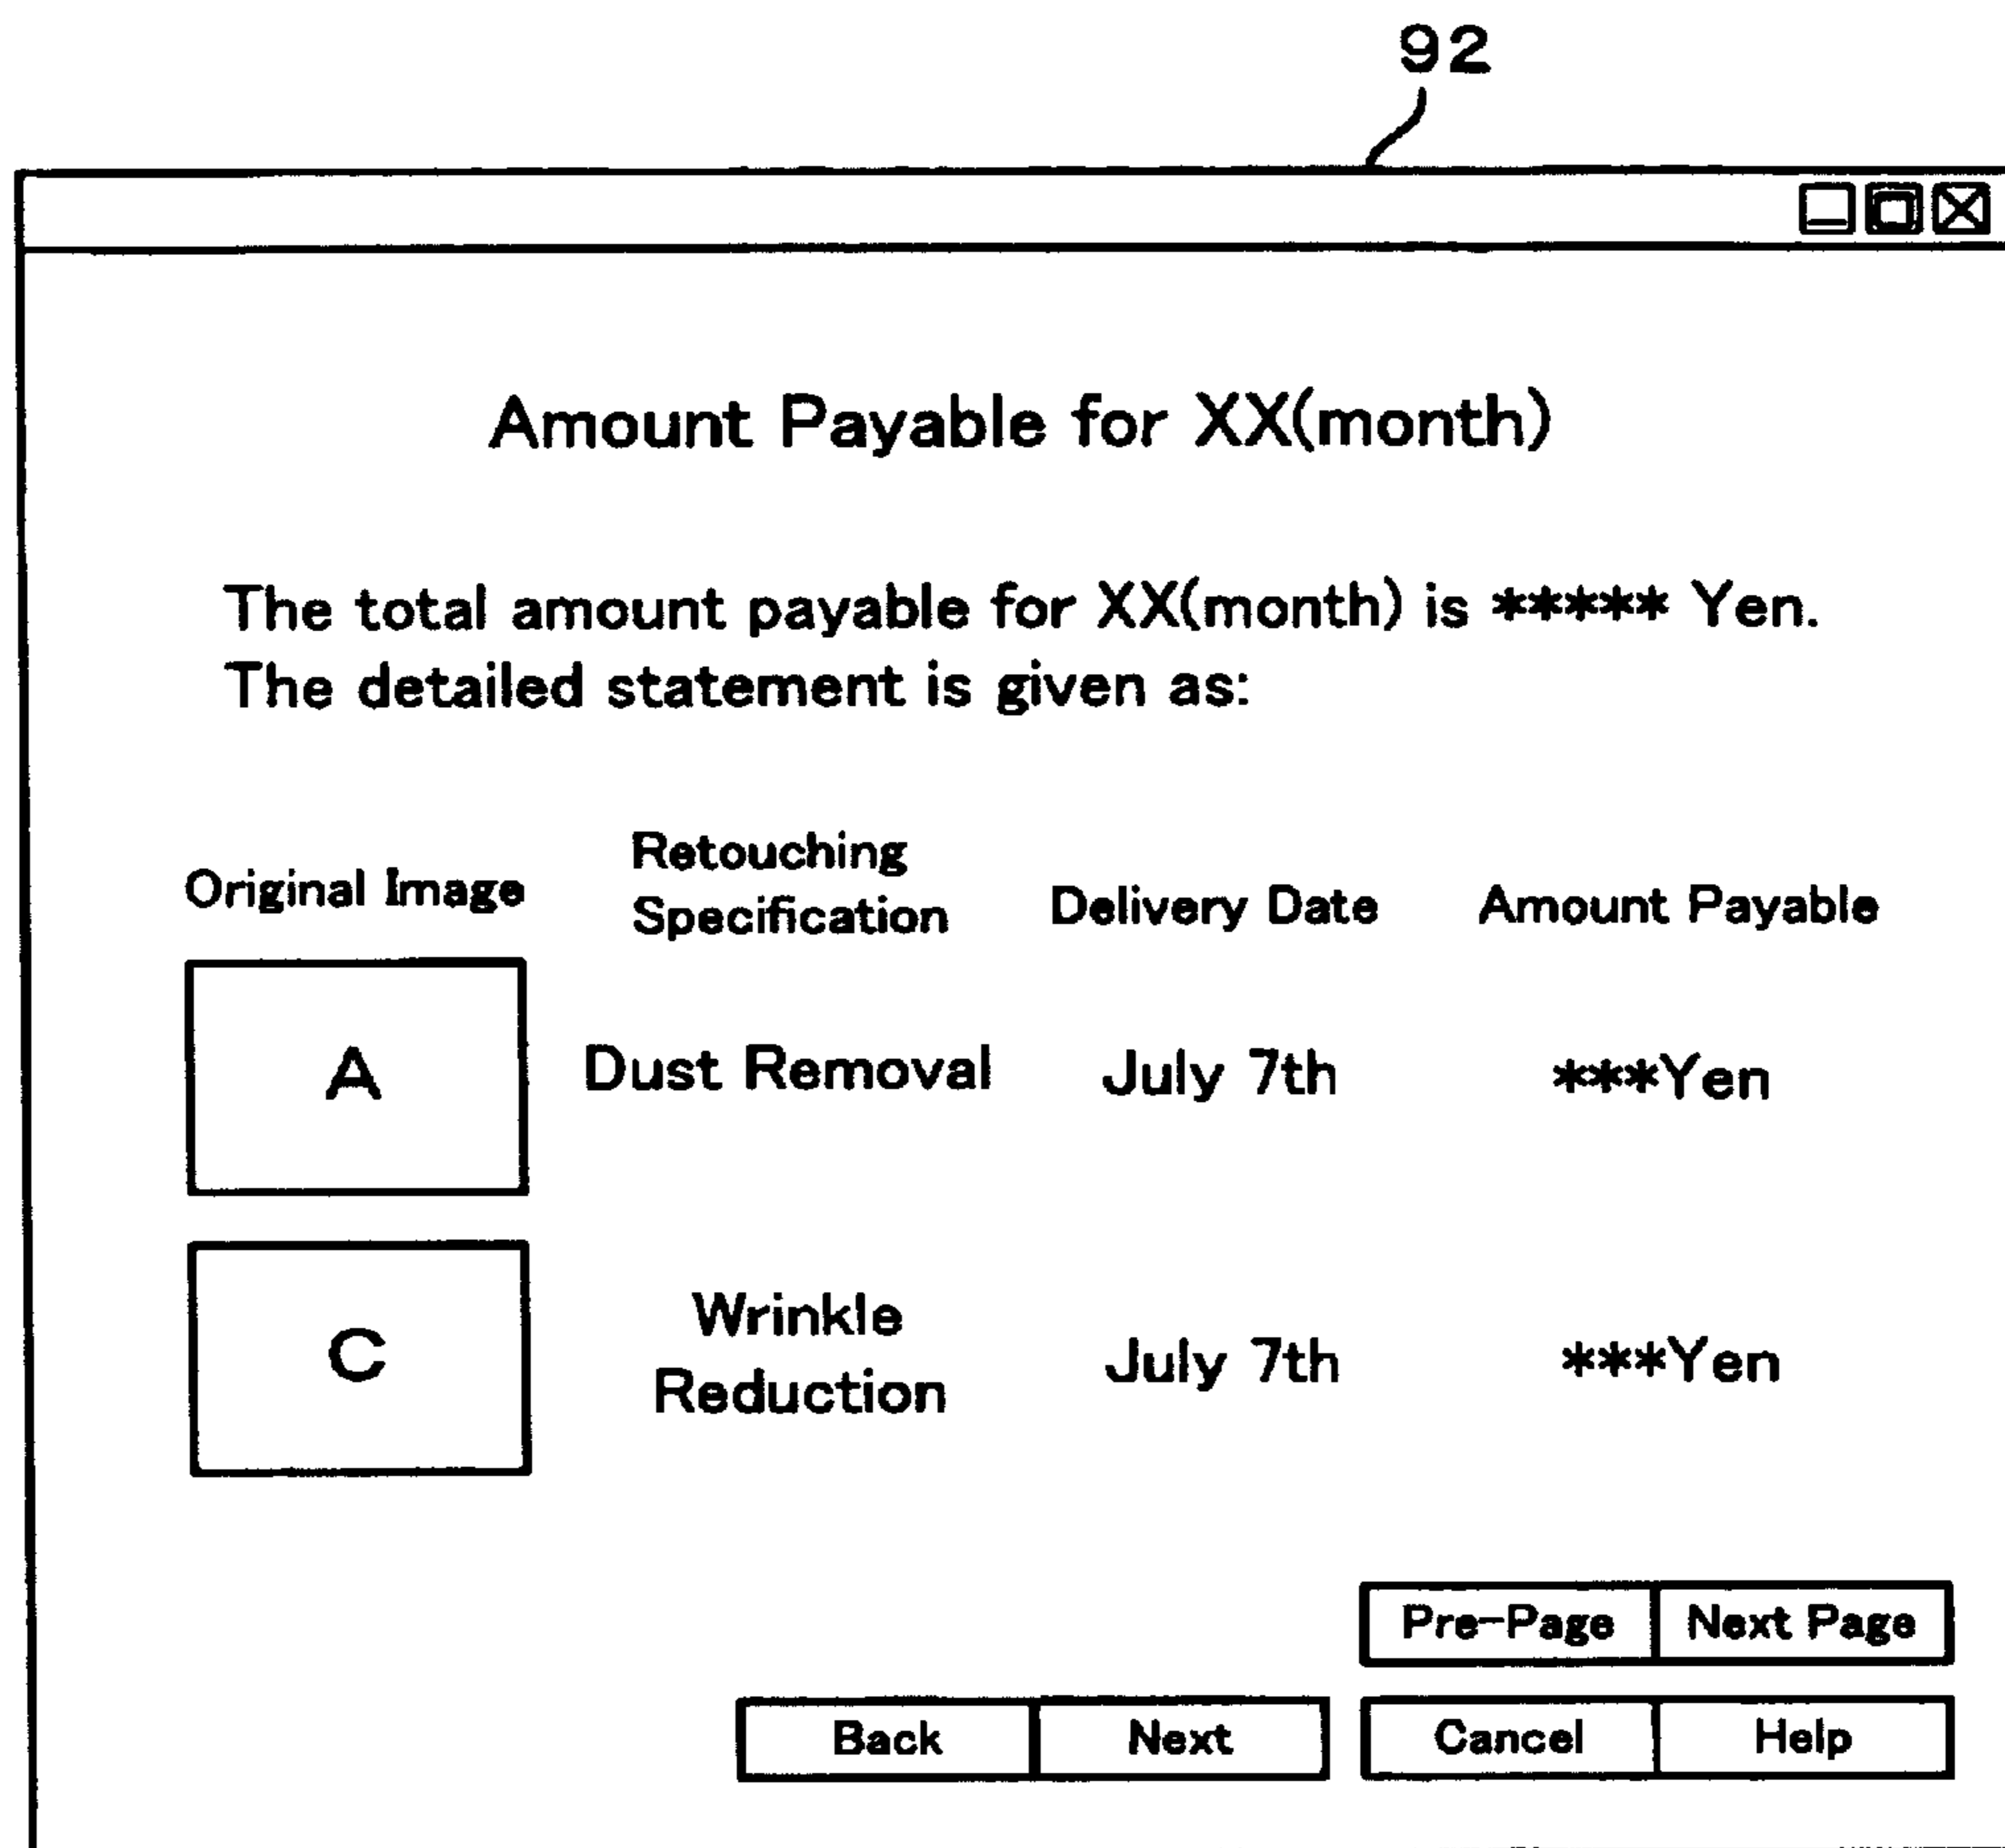 92
Amount Payable for XX(month)
The total amount payable for XX(month) is ***** Yen.
The detailed statement is given as:
Original Image
Retouching
Specification
Delivery Date
Amount Payable
A
Dust Removal
July 7th
***Yen
C
Wrinkle
Reduction
July 7th
***Yen
Pre-Page
Next Page
Back
Next
Cancel
Help